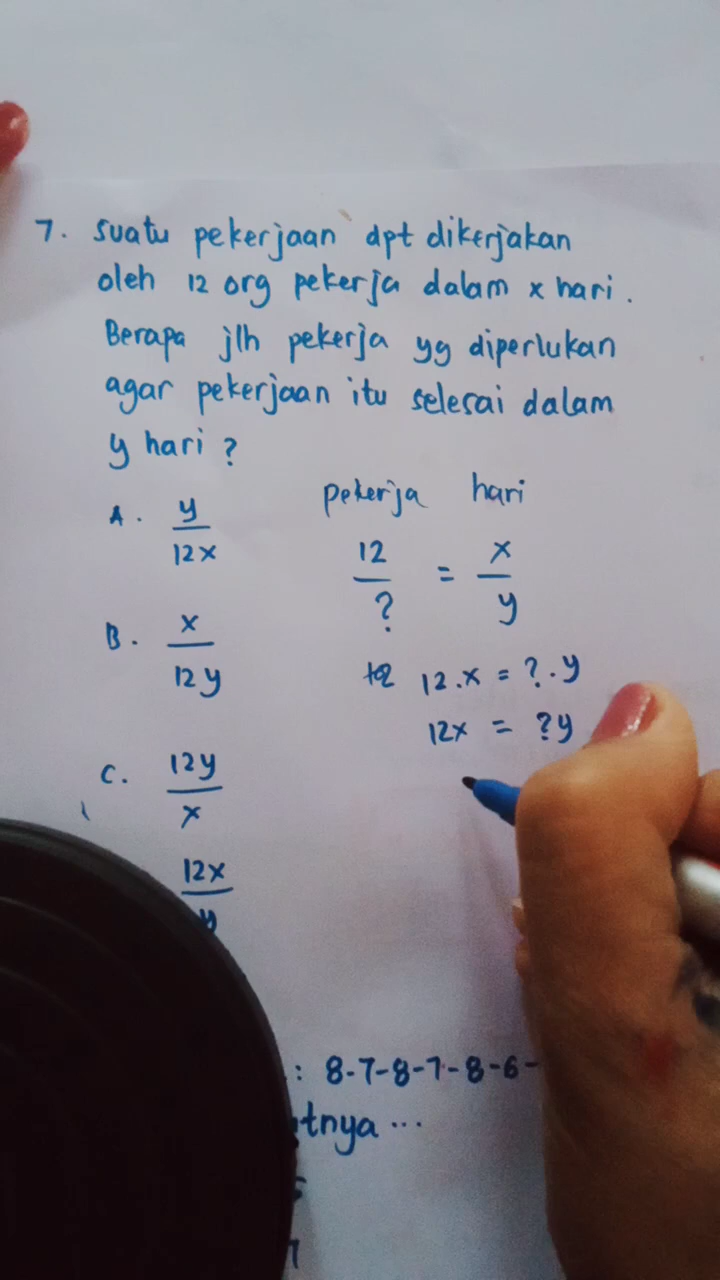 7. suatu pekerjaan dpt dikerjakan
oleh 12 org pekerja dalam x hari.
Berapa jlh pekerja yg diperlukan
agar pekerjaan itu selesai dalam
y hari?
pekerja hari
A. y
12x
12 = x
? y
B. x
12y
12.x = ?.y
12x = ?y
C. 12y
x
12x
y
: 8-7-8-7-8-6-
tnya ...